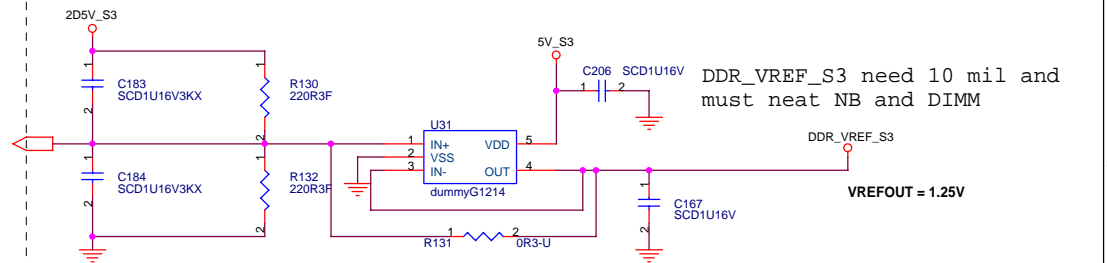 2D5V_S3
1
C183
SCD1U16V3KX
2
1
R130
220R3F
2
5V_S3
C206 SCD1U16V
1 2
DDR_VREF_S3 need 10 mil and
must neat NB and DIMM
U31
1 IN+ VDD 5
2 VSS
3 IN- OUT 4
dummyG1214
DDR_VREF_S3
1
C184
SCD1U16V3KX
2
1
R132
220R3F
2
1
C167
SCD1U16V
2
VREFOUT = 1.25V
R131 1 2 0R3-U